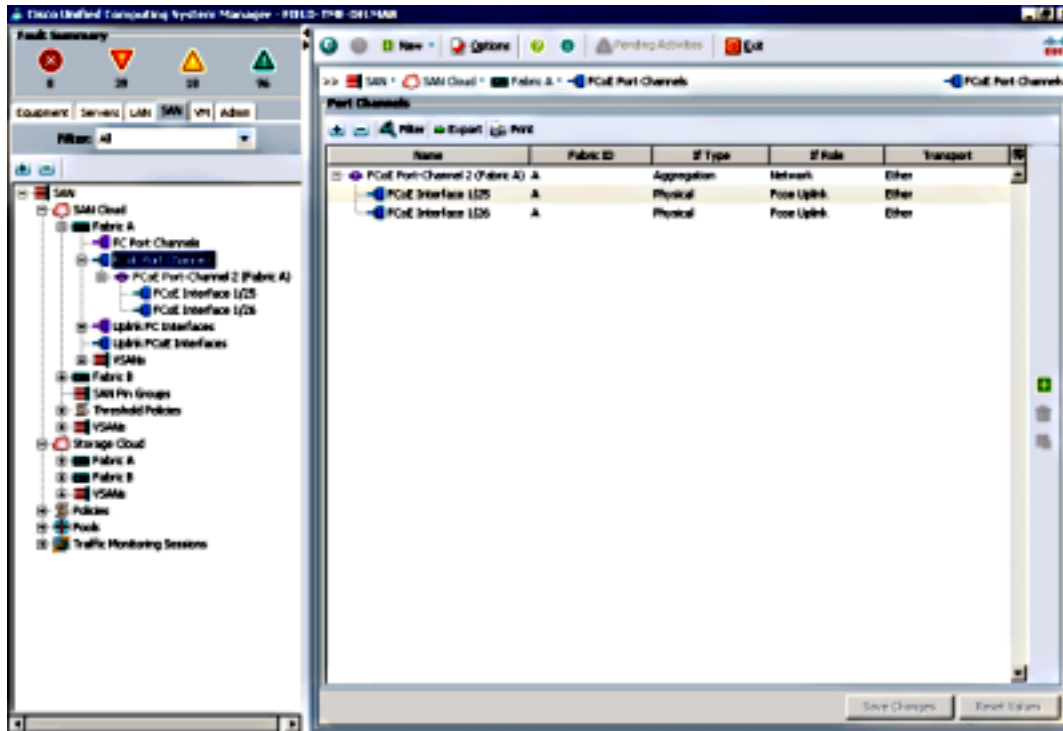 Cisco Unified Computing System Manager -
Fault Summary
New Options Pending Activities Exit
>> SAN SAN Cloud Fabric A FCoE Port Channels FCoE Port Channels
Port Channels
Equipment Servers LAN SAN VM Admin
Filter: All
Filter Export Print
Name Fabric ID If Type If Role Transport
FCoE Port-Channel 2 (Fabric A) A Aggregation Network Ether
FCoE Interface 1/25 A Physical Fcoe Uplink Ether
FCoE Interface 1/26 A Physical Fcoe Uplink Ether
SAN
SAN Cloud
Fabric A
FC Port Channels
FCoE Port Channels
FCoE Port-Channel 2 (Fabric A)
FCoE Interface 1/25
FCoE Interface 1/26
Uplink FC Interfaces
Uplink FCoE Interfaces
VSANs
Fabric B
SAN Pin Groups
Threshold Policies
VSANs
Storage Cloud
Fabric A
Fabric B
VSANs
Policies
Pools
Traffic Monitoring Sessions
Save Changes Reset Values